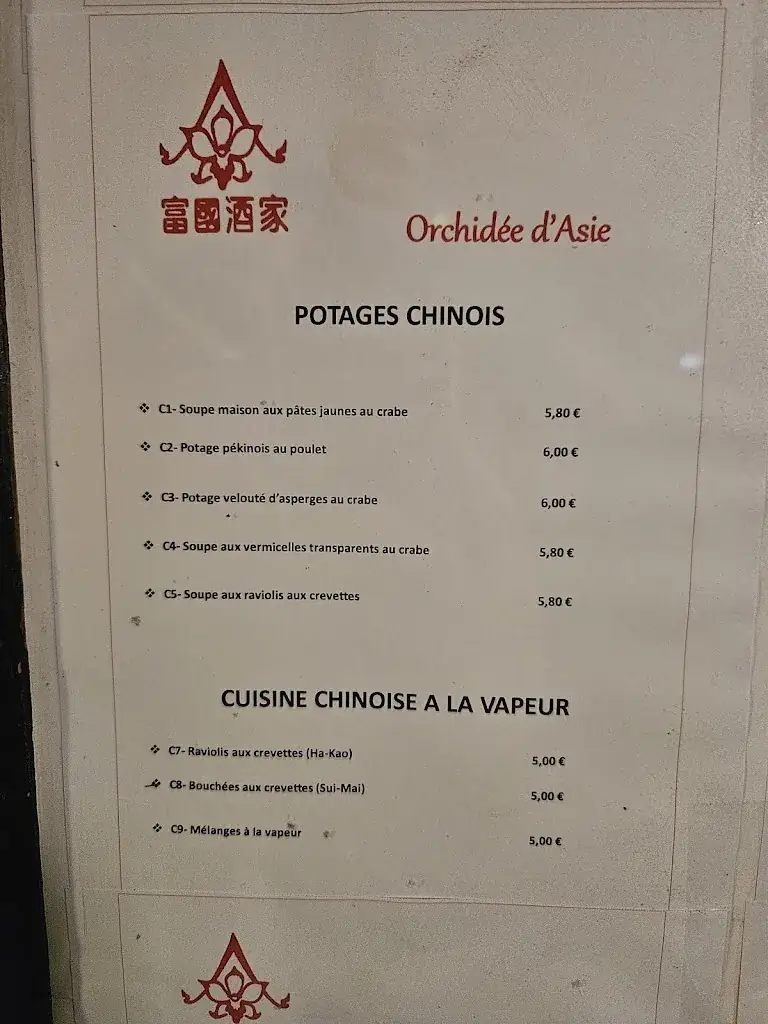 富國酒家
Orchidée d'Asie
POTAGES CHINOIS
❖ C1- Soupe maison aux pâtes jaunes au crabe 5,80 €
❖ C2- Potage pékinois au poulet 6,00 €
❖ C3- Potage velouté d'asperges au crabe 6,00 €
❖ C4- Soupe aux vermicelles transparents au crabe 5,80 €
❖ C5- Soupe aux raviolis aux crevettes 5,80 €
CUISINE CHINOISE A LA VAPEUR
❖ C7- Raviolis aux crevettes (Ha-Kao) 5,00 €
❖ C8- Bouchées aux crevettes (Sui-Mai) 5,00 €
❖ C9- Mélanges à la vapeur 5,00 €